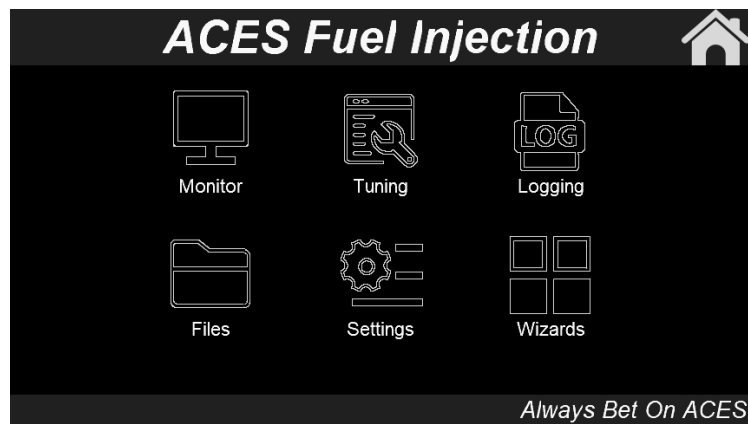 ACES Fuel Injection
LOG
Monitor Tuning Logging
Files Settings Wizards
Always Bet On ACES